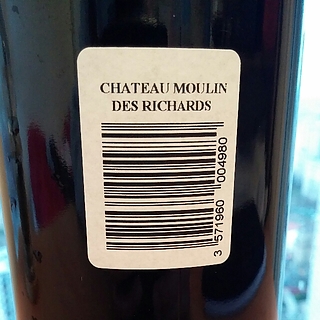 CHATEAU MOULIN
DES RICHARDS
3 571960 004980